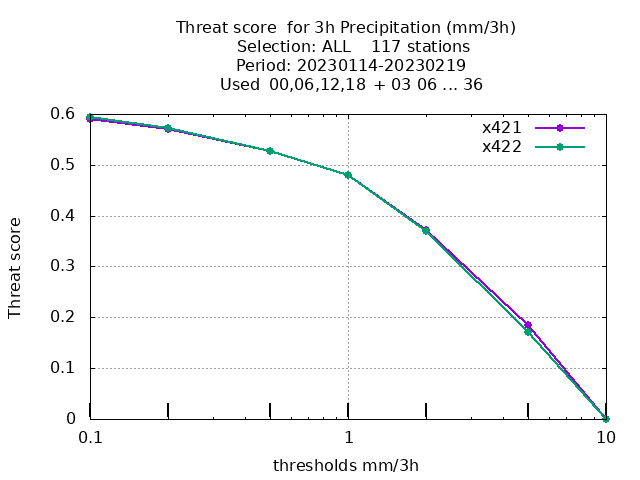 Threat score  for 3h Precipitation (mm/3h)
Selection: ALL    117 stations
Period: 20230114-20230219
Used  00,06,12,18  + 03 06 ... 36
x421
x422
0.6
0.5
0.4
0.3
0.2
0.1
0
Threat score
0.1
1
10
thresholds mm/3h